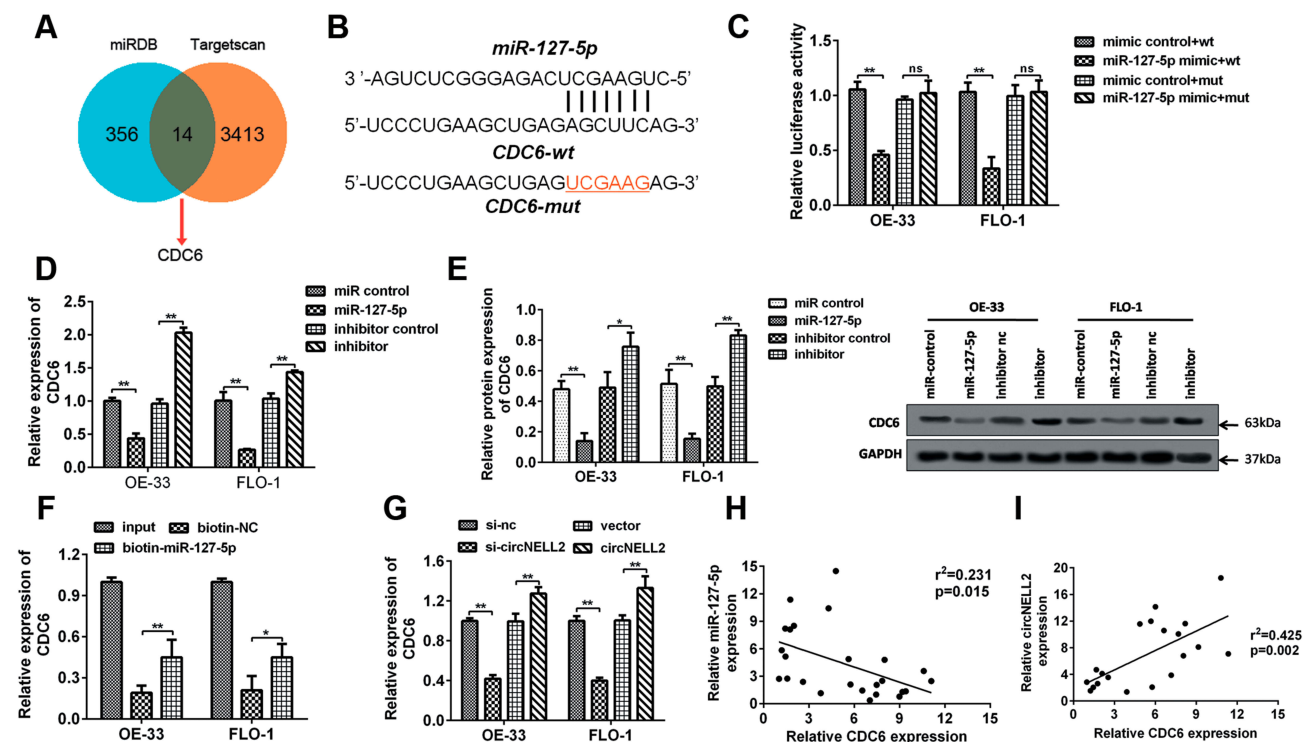 A
miRDB
Targetscan
356
14
3413
CDC6
B
miR-127-5p
3 '-AGUCUCGGGAGACUCGAAGUC-5'
5'-UCCCUGAAGCUGAGAGCUUCAG-3'
CDC6-wt
5'-UCCCUGAAGCUGAGUCGAAGAG-3'
CDC6-mut
C
Relative luciferase activity
1.5
1.0
0.5
0.0
**
ns
**
ns
OE-33
FLO-1
mimic control+wt
miR-127-5p mimic+wt
mimic control+mut
miR-127-5p mimic+mut
D
Relative expression of
CDC6
2.5
2.0
1.5
1.0
0.5
0.0
**
**
**
**
OE-33
FLO-1
miR control
miR-127-5p
inhibitor control
inhibitor
E
Relative protein expression
of CDC6
1.0
0.8
0.6
0.4
0.2
0.0
**
*
**
**
OE-33
FLO-1
miR control
miR-127-5p
inhibitor control
inhibitor
OE-33
FLO-1
miR-control
miR-127-5p
inhibitor nc
inhibitor
miR-control
miR-127-5p
inhibitor nc
inhibitor
CDC6
63kDa
GAPDH
37kDa
F
input
biotin-NC
biotin-miR-127-5p
Relative expression of
CDC6
1.2
0.9
0.6
0.3
0.0
**
*
OE-33
FLO-1
G
si-nc
vector
si-circNELL2
circNELL2
Relative expression of
CDC6
1.6
1.2
0.8
0.4
0.0
**
**
**
**
OE-33
FLO-1
H
Relative miR-127-5p
expression
15
12
9
6
3
0
0
3
6
9
12
15
Relative CDC6 expression
r²=0.231
p=0.015
I
Relative circNELL2
expression
20
16
12
8
4
0
0
3
6
9
12
15
Relative CDC6 expression
r²=0.425
p=0.002